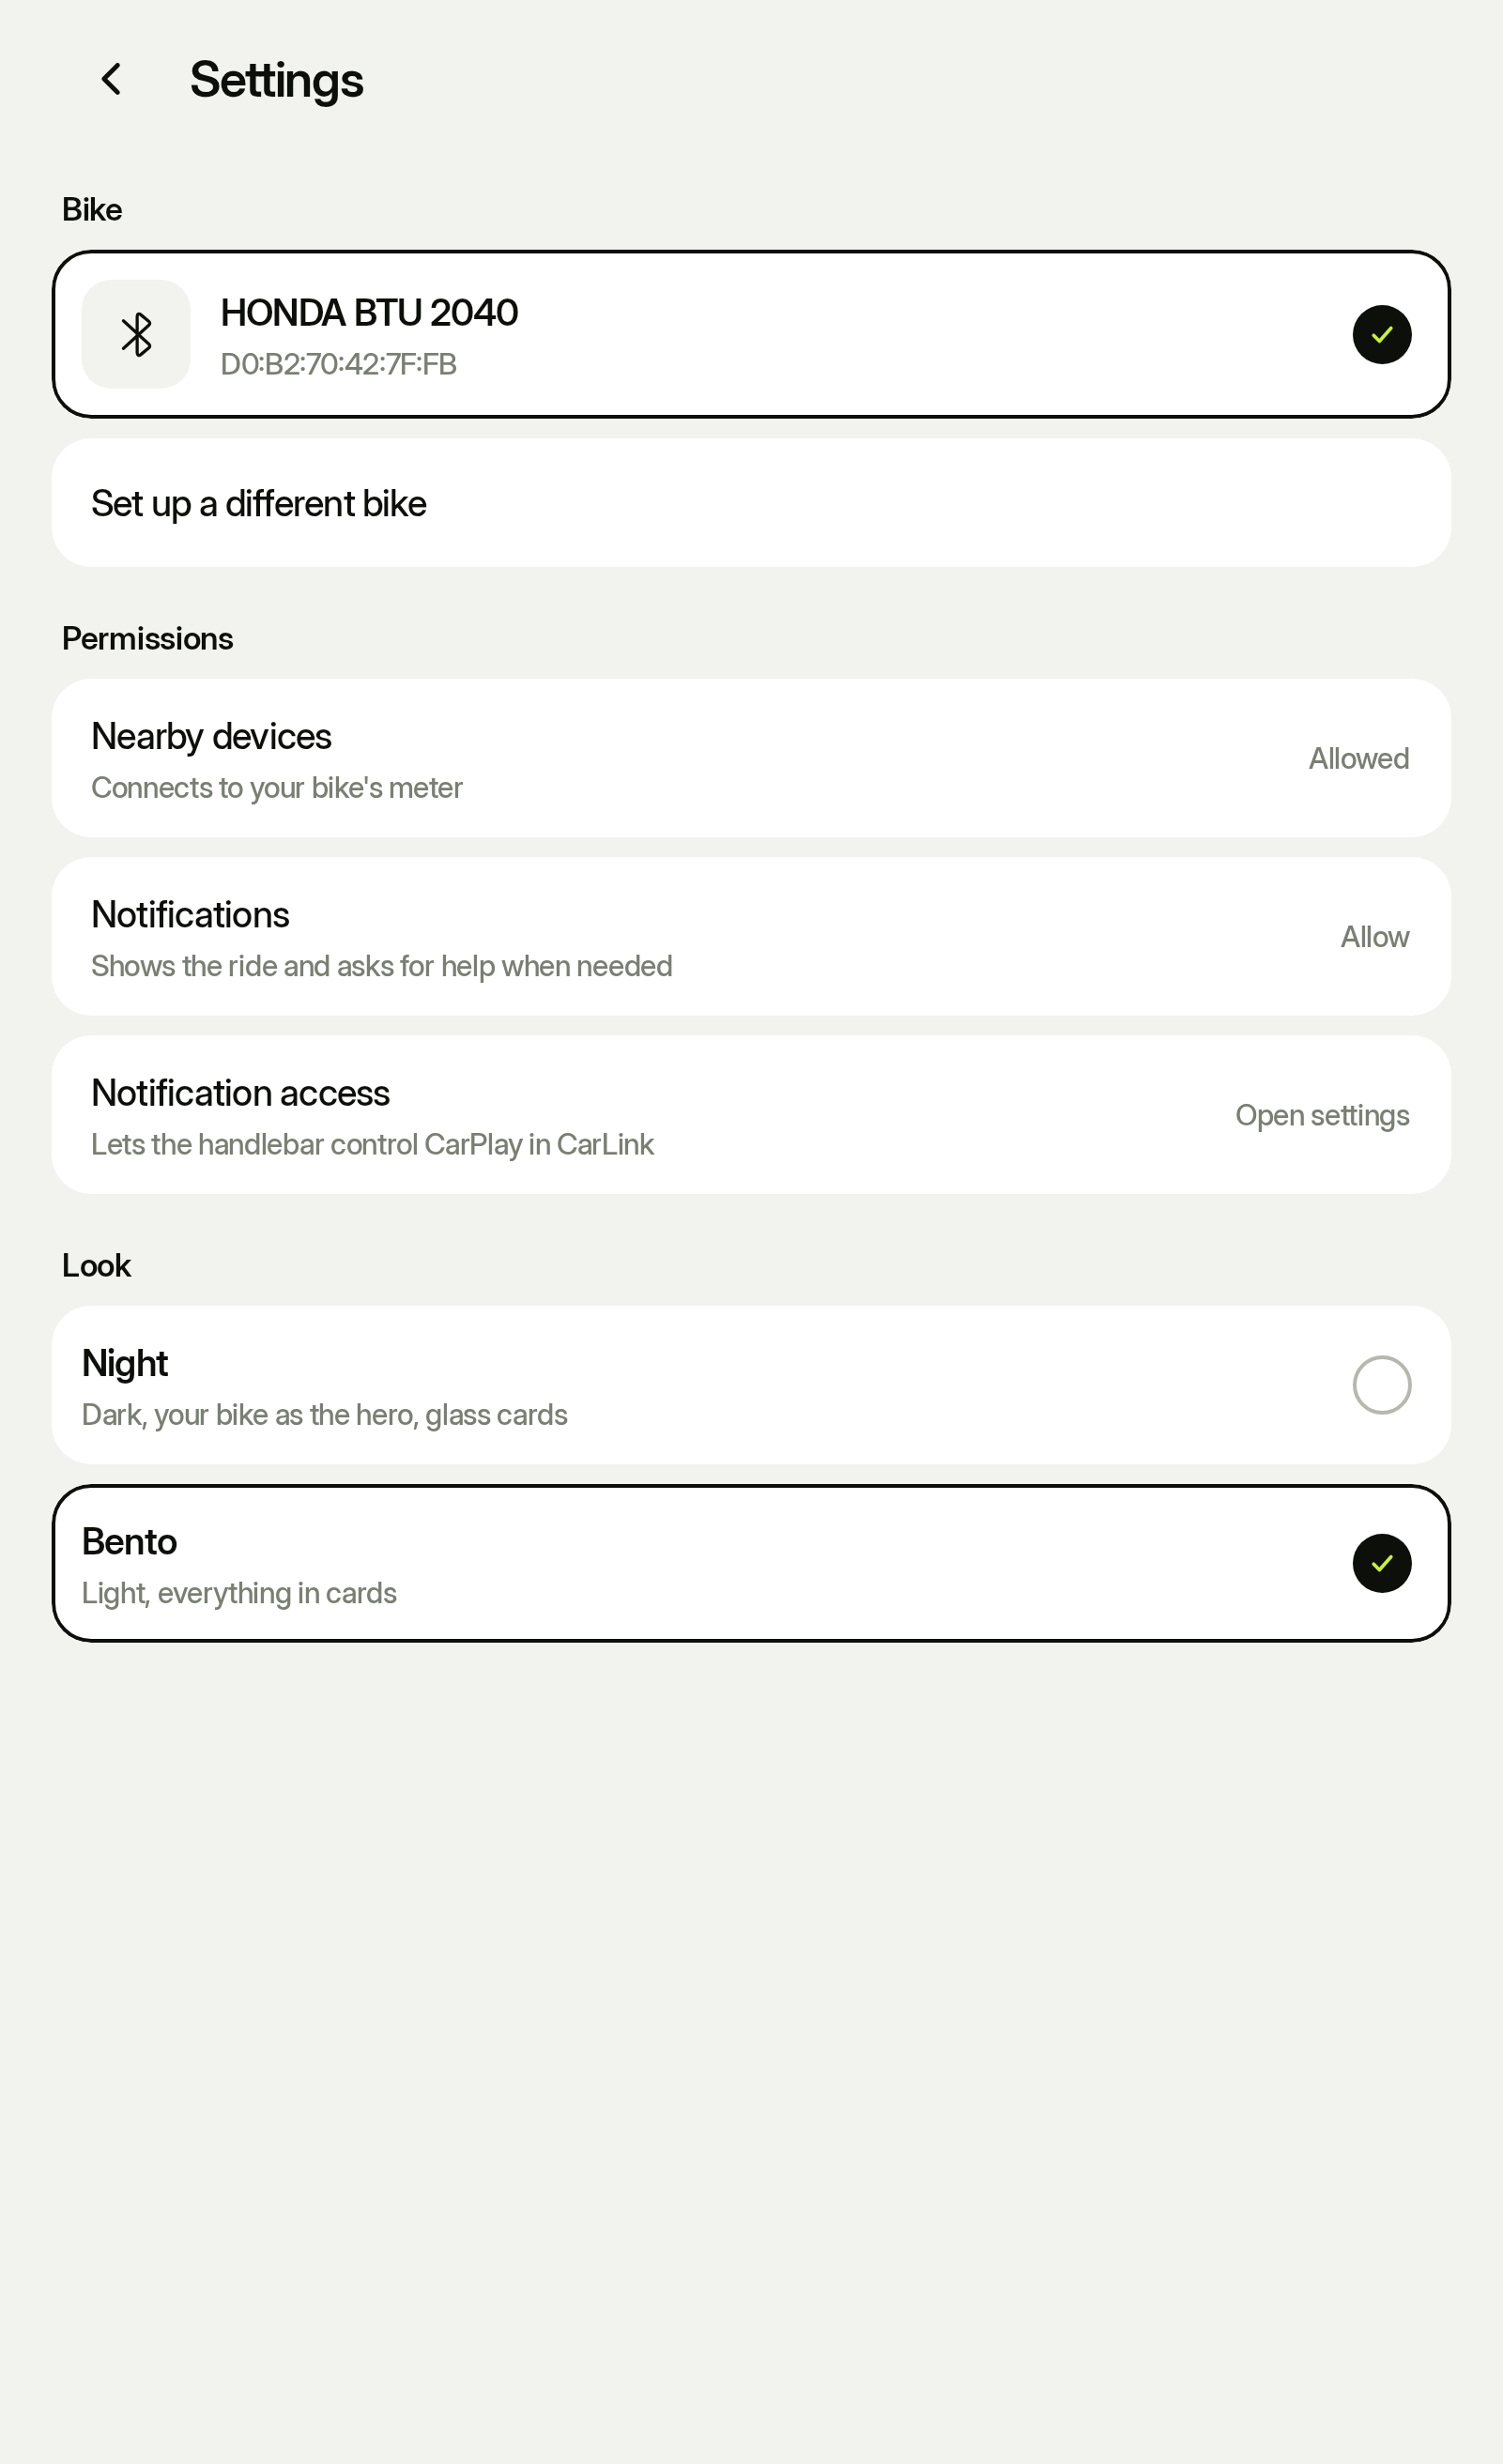 Settings
Bike
HONDA BTU 2040
D0:B2:70:42:7F:FB
Set up a different bike
Permissions
Nearby devices
Connects to your bike's meter
Allowed
Notifications
Shows the ride and asks for help when needed
Allow
Notification access
Lets the handlebar control CarPlay in CarLink
Open settings
Look
Night
Dark, your bike as the hero, glass cards
Bento
Light, everything in cards